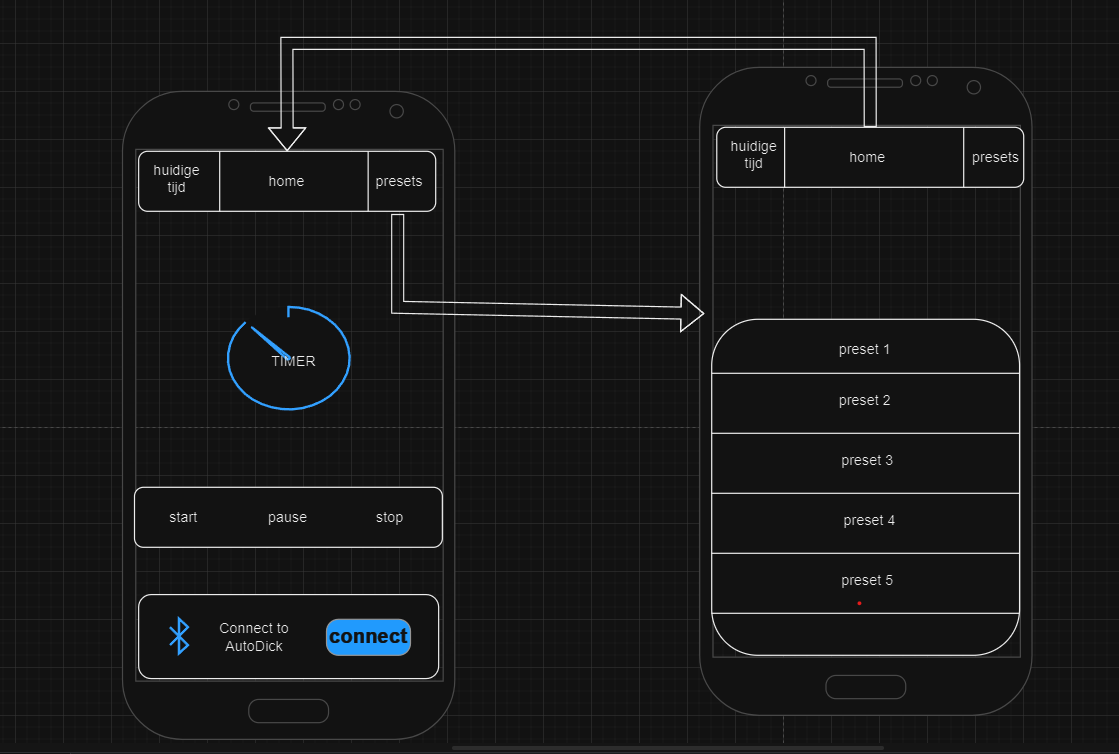 huidige
tijd
home
presets
TIMER
start
pause
stop
Connect to
AutoDick
connect
huidige
tijd
home
presets
preset 1
preset 2
preset 3
preset 4
preset 5